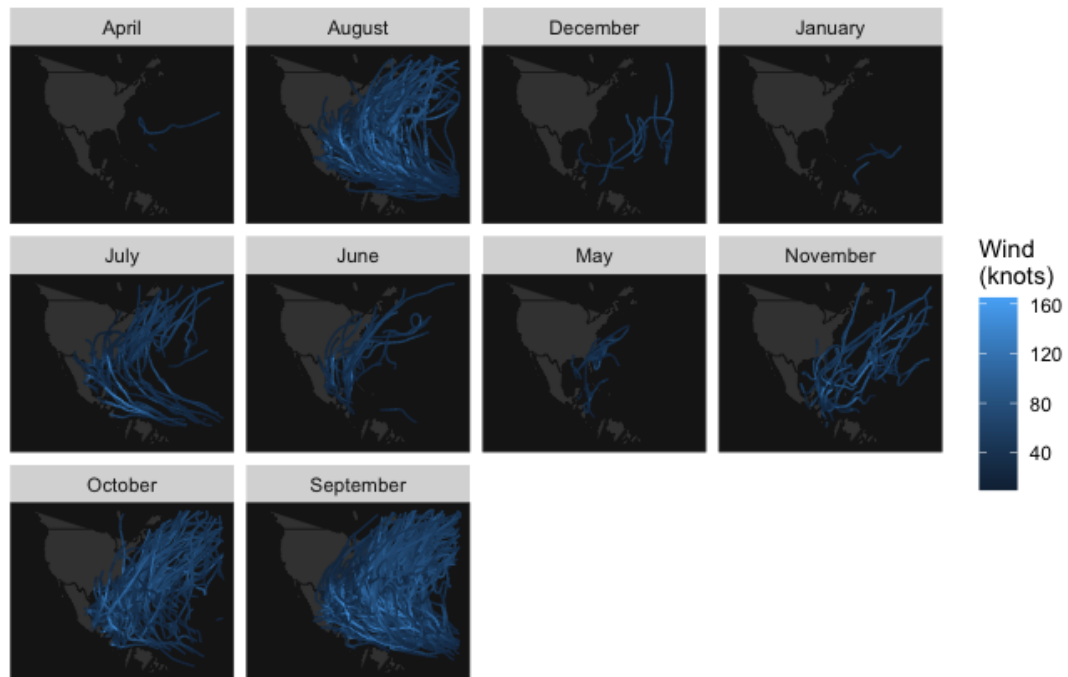 April
August
December
January
July
June
May
November
October
September
Wind
(knots)
160
120
80
40